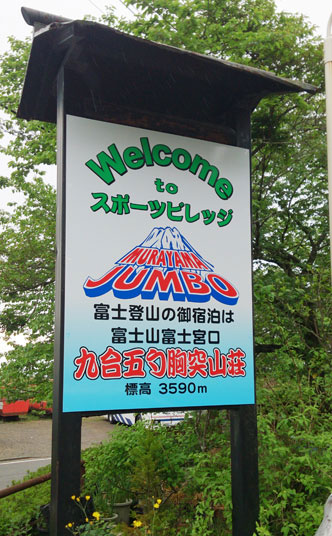 Welcome
to
スポーツビレッジ
MURAYAMA
JUMBO
富士登山の御宿泊は
富士山富士宮口
九合五勺胸突山荘
標高 3590m